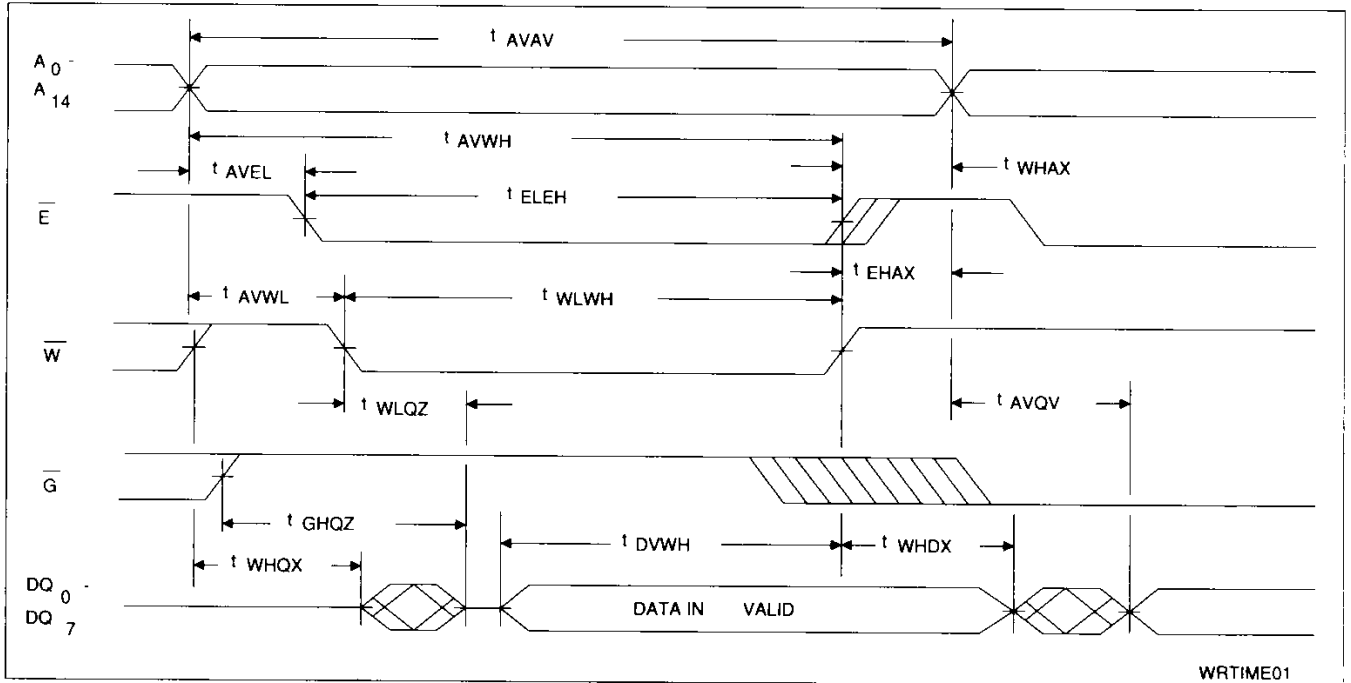 t AVAV
A 0 -
A 14
t AVWH
t AVEL
t WHAX
t ELEH
E
t EHAX
t AVWL
t WLWH
W
t WLQZ
t AVQV
G
t GHQZ
t DVWH
t WHDX
t WHQX
DQ 0 -
DQ 7
DATA IN VALID
WRTIME01